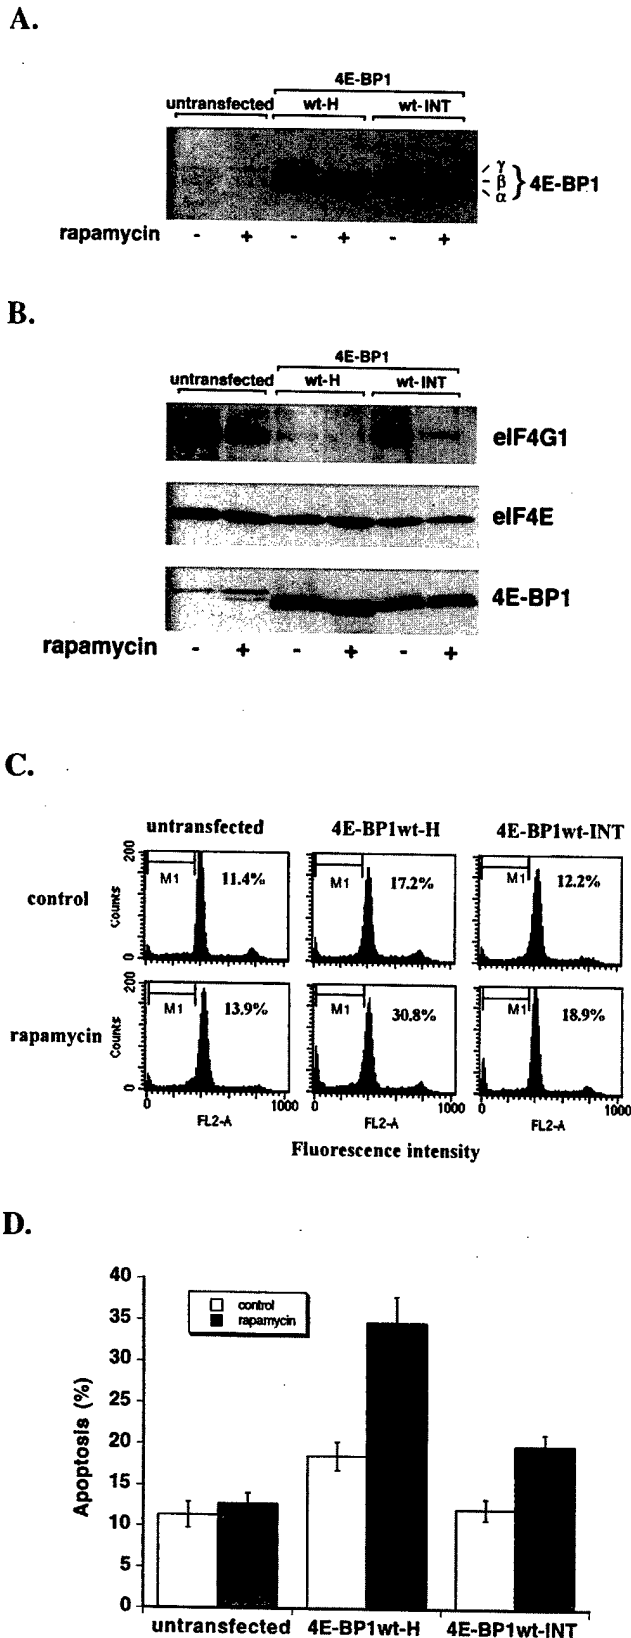 A.
4E-BP1
untransfected wt-H wt-INT
γ
β
α
4E-BP1
rapamycin - + - + - +
B.
4E-BP1
untransfected wt-H wt-INT
eIF4G1
eIF4E
4E-BP1
rapamycin - + - + - +
C.
untransfected 4E-BP1wt-H 4E-BP1wt-INT
control
200
Counts
0
M1 11.4%
M1 17.2%
M1 12.2%
rapamycin
200
Counts
0
M1 13.9%
M1 30.8%
M1 18.9%
0 1000 0 1000 0 1000
FL2-A FL2-A FL2-A
Fluorescence intensity
D.
40
35
30
25
20
15
10
5
0
Apoptosis (%)
control
rapamycin
untransfected 4E-BP1wt-H 4E-BP1wt-INT